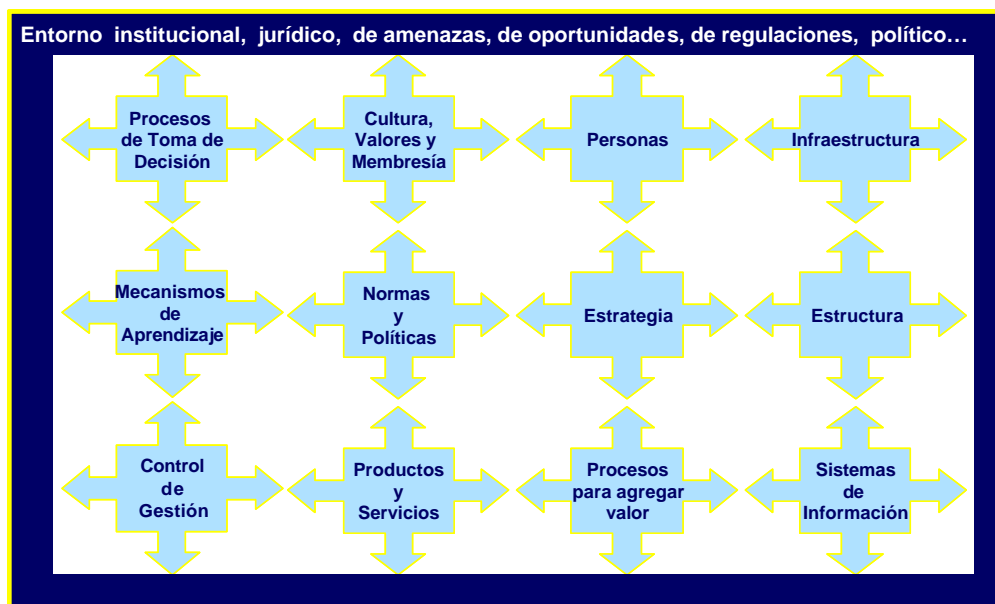 Entorno institucional, jurídico, de amenazas, de oportunidades, de regulaciones, político…
Procesos
de Toma de
Decisión
Cultura,
Valores y
Membresía
Personas
Infraestructura
Mecanismos
de
Aprendizaje
Normas
y
Políticas
Estrategia
Estructura
Control
de
Gestión
Productos
y
Servicios
Procesos
para agregar
valor
Sistemas
de
Información